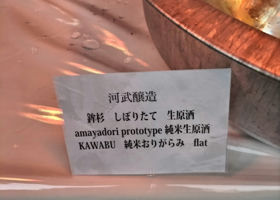 河武醸造
鉾杉　しぼりたて　生原酒
amayadori prototype 純米生原酒
KAWABU　純米おりがらみ　flat